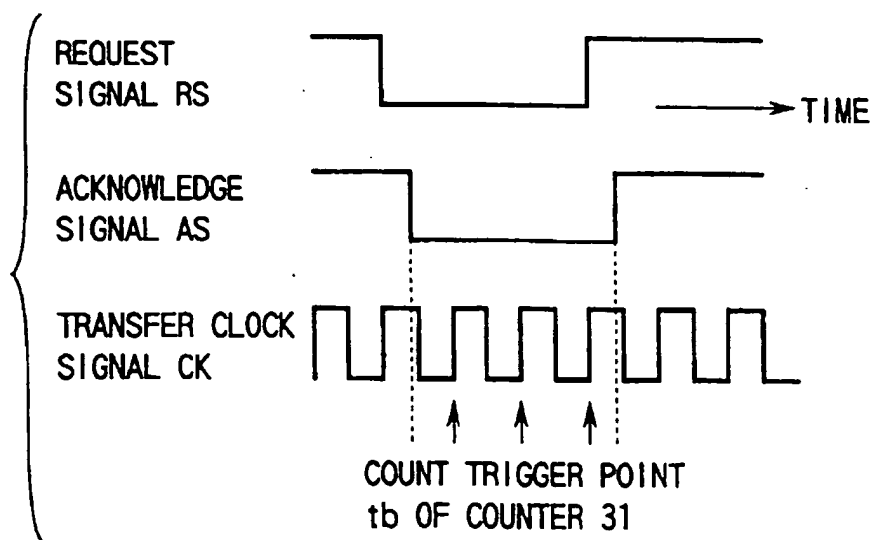 REQUEST
SIGNAL RS
TIME
ACKNOWLEDGE
SIGNAL AS
TRANSFER CLOCK
SIGNAL CK
COUNT TRIGGER POINT
tb OF COUNTER 31